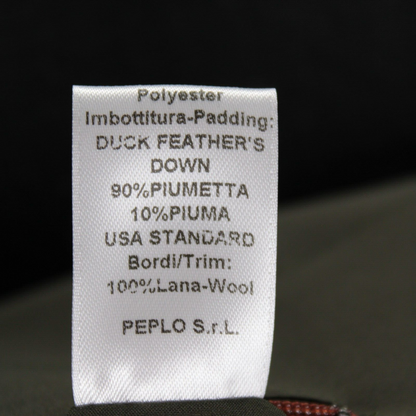 Polyester
Imbottitura-Padding:
DUCK FEATHER'S
DOWN
90%PIUMETTA
10%PIUMA
USA STANDARD
Bordi/Trim:
100%Lana-Wool
PEPLO S.r.L.